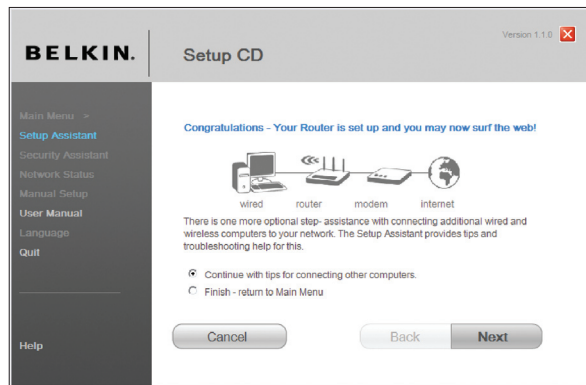 BELKIN.
Setup CD
Version 1.1.0
Main Menu >
Setup Assistant
Security Assistant
Network Status
Manual Setup
User Manual
Language
Quit
Help
Congratulations - Your Router is set up and you may now surf the web!
wired router modem internet
There is one more optional step- assistance with connecting additional wired and
wireless computers to your network. The Setup Assistant provides tips and
troubleshooting help for this.
Continue with tips for connecting other computers.
Finish - return to Main Menu
Cancel
Back
Next